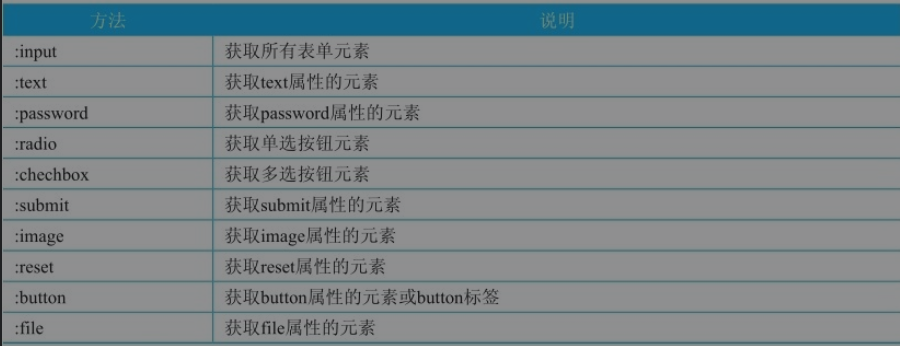 方法 说明
:input 获取所有表单元素
:text 获取text属性的元素
:password 获取password属性的元素
:radio 获取单选按钮元素
:chechbox 获取多选按钮元素
:submit 获取submit属性的元素
:image 获取image属性的元素
:reset 获取reset属性的元素
:button 获取button属性的元素或button标签
:file 获取file属性的元素